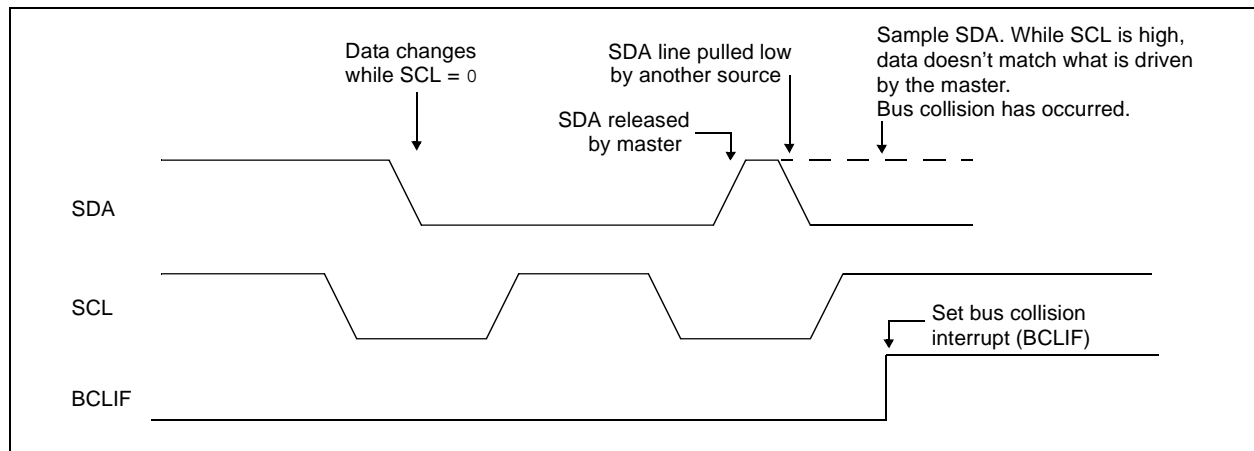 Data changes
while SCL = 0
SDA line pulled low
by another source
Sample SDA. While SCL is high,
data doesn't match what is driven
by the master.
Bus collision has occurred.
SDA released
by master
SDA
SCL
Set bus collision
interrupt (BCLIF)
BCLIF